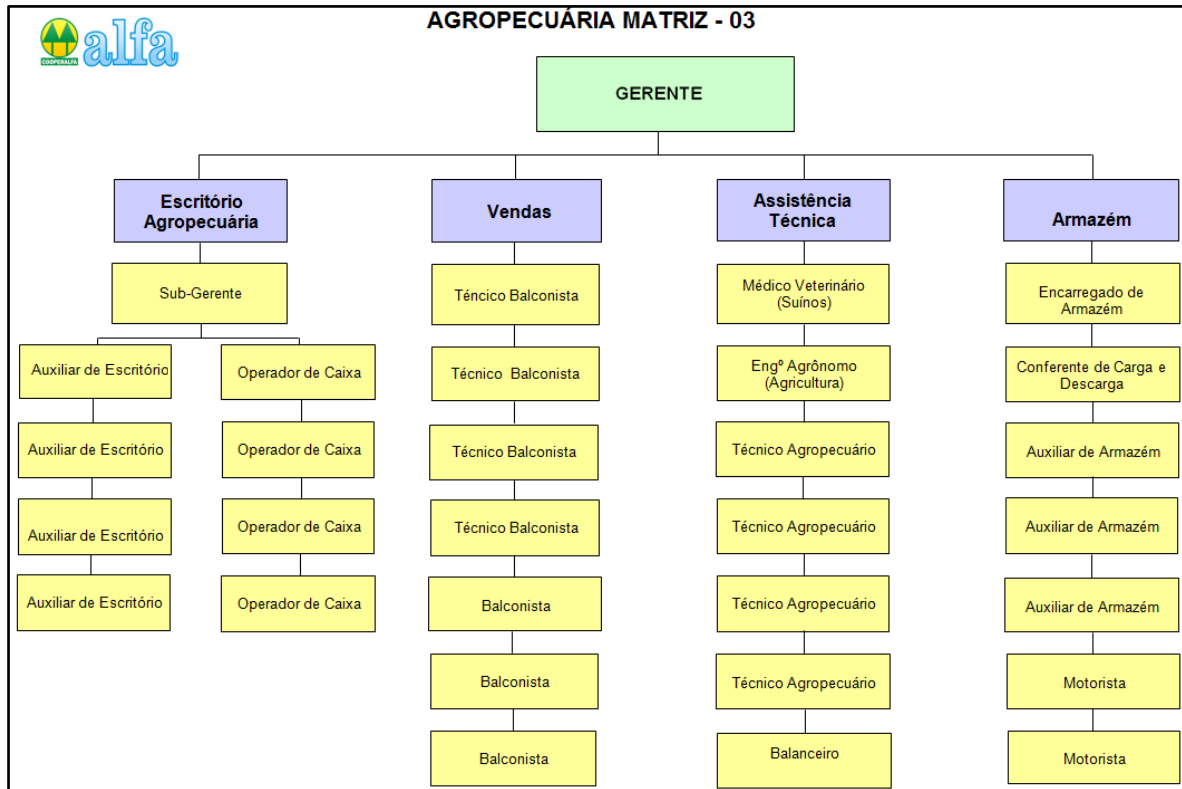 AGROPECUÁRIA MATRIZ - 03
COOPERALFA
alfa
GERENTE
Escritório
Agropecuária
Vendas
Assistência
Técnica
Armazém
Sub-Gerente
Téncico Balconista
Médico Veterinário
(Suínos)
Encarregado de
Armazém
Auxiliar de Escritório
Operador de Caixa
Técnico Balconista
Engº Agrônomo
(Agricultura)
Conferente de Carga e
Descarga
Auxiliar de Escritório
Operador de Caixa
Técnico Balconista
Técnico Agropecuário
Auxiliar de Armazém
Auxiliar de Escritório
Operador de Caixa
Técnico Balconista
Técnico Agropecuário
Auxiliar de Armazém
Auxiliar de Escritório
Operador de Caixa
Balconista
Técnico Agropecuário
Auxiliar de Armazém
Balconista
Técnico Agropecuário
Motorista
Balconista
Balanceiro
Motorista